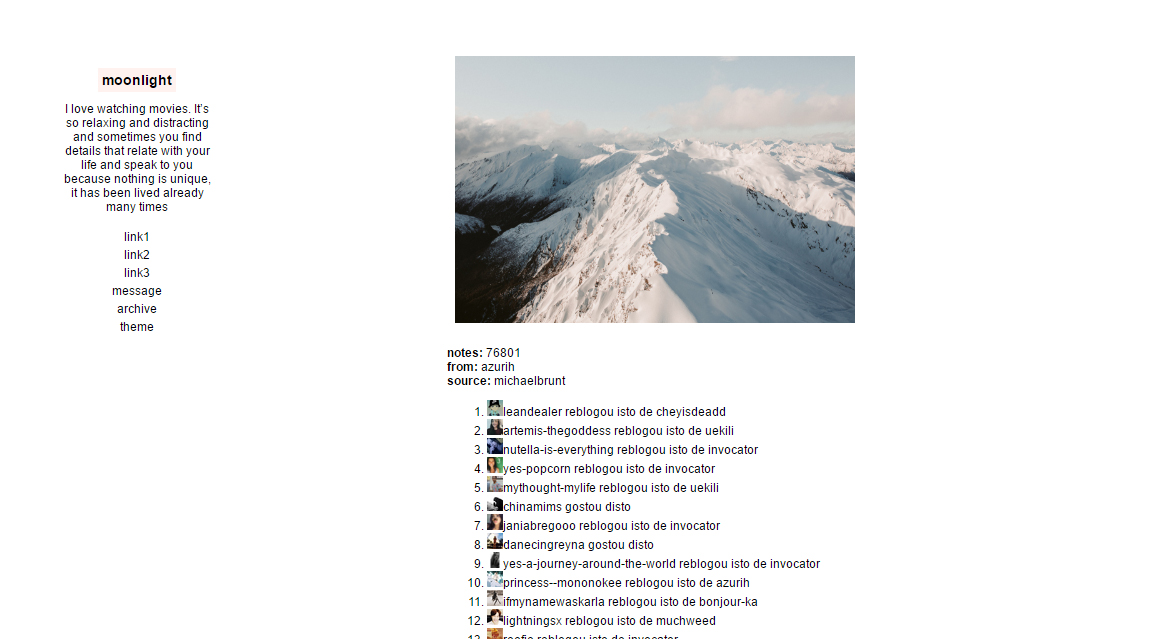 moonlight
I love watching movies. It's
so relaxing and distracting
and sometimes you find
details that relate with your
life and speak to you
because nothing is unique,
it has been lived already
many times
link1
link2
link3
message
archive
theme
notes: 76801
from: azurih
source: michaelbrunt
1. leandealer reblogou isto de cheyisdeadd
2. artemis-thegoddess reblogou isto de uekili
3. nutella-is-everything reblogou isto de invocator
4. yes-popcorn reblogou isto de invocator
5. mythought-mylife reblogou isto de uekili
6. chinamims gostou disto
7. janiabregooo reblogou isto de invocator
8. danecingreyna gostou disto
9. yes-a-journey-around-the-world reblogou isto de invocator
10. princess--mononokee reblogou isto de azurih
11. ifmynamewaskarla reblogou isto de bonjour-ka
12. lightningsx reblogou isto de muchweed
13. reblogou isto de invocator